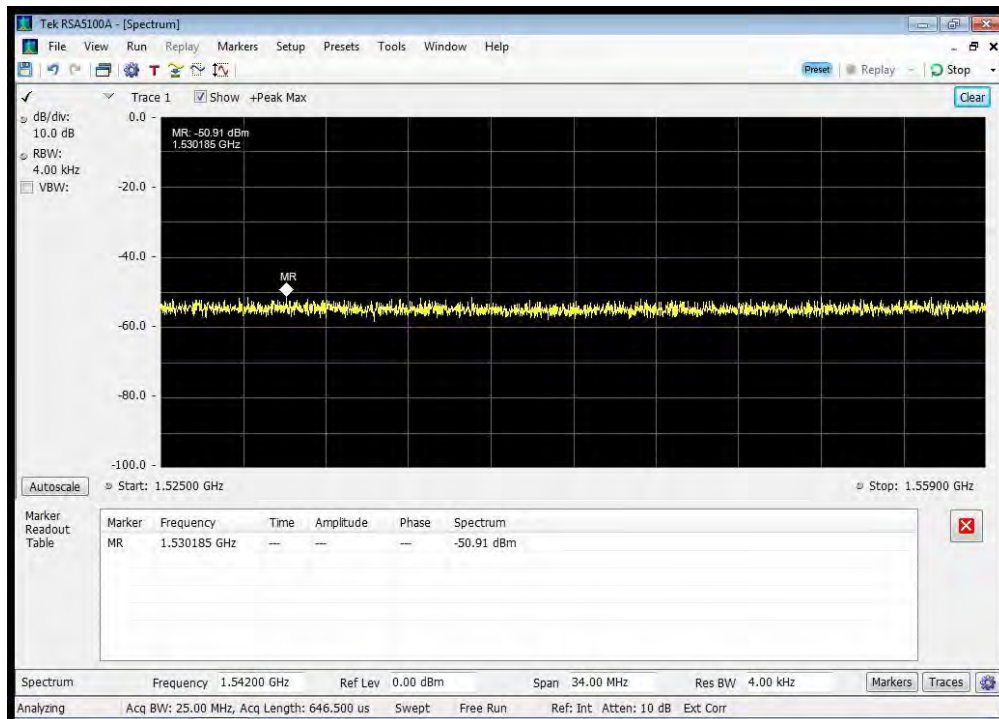 Tek RSA5100A - [Spectrum]
File View Run Replay Markers Setup Presets Tools Window Help
T Preset Replay Stop
Trace 1 Show +Peak Max Clear
dB/div:
10.0 dB
RBW:
4.00 kHz
VBW:
0.0
-20.0
-40.0
-60.0
-80.0
-100.0
MR: -50.91 dBm
1.530185 GHz
MR
Autoscale Start: 1.52500 GHz Stop: 1.55900 GHz
Marker
Readout
Table
Marker Frequency Time Amplitude Phase Spectrum
MR 1.530185 GHz --- --- --- -50.91 dBm
Spectrum Frequency 1.54200 GHz Ref Lev 0.00 dBm Span 34.00 MHz Res BW 4.00 kHz Markers Traces
Analyzing Acq BW: 25.00 MHz, Acq Length: 646.500 us Swept Free Run Ref: Int Atten: 10 dB Ext Corr